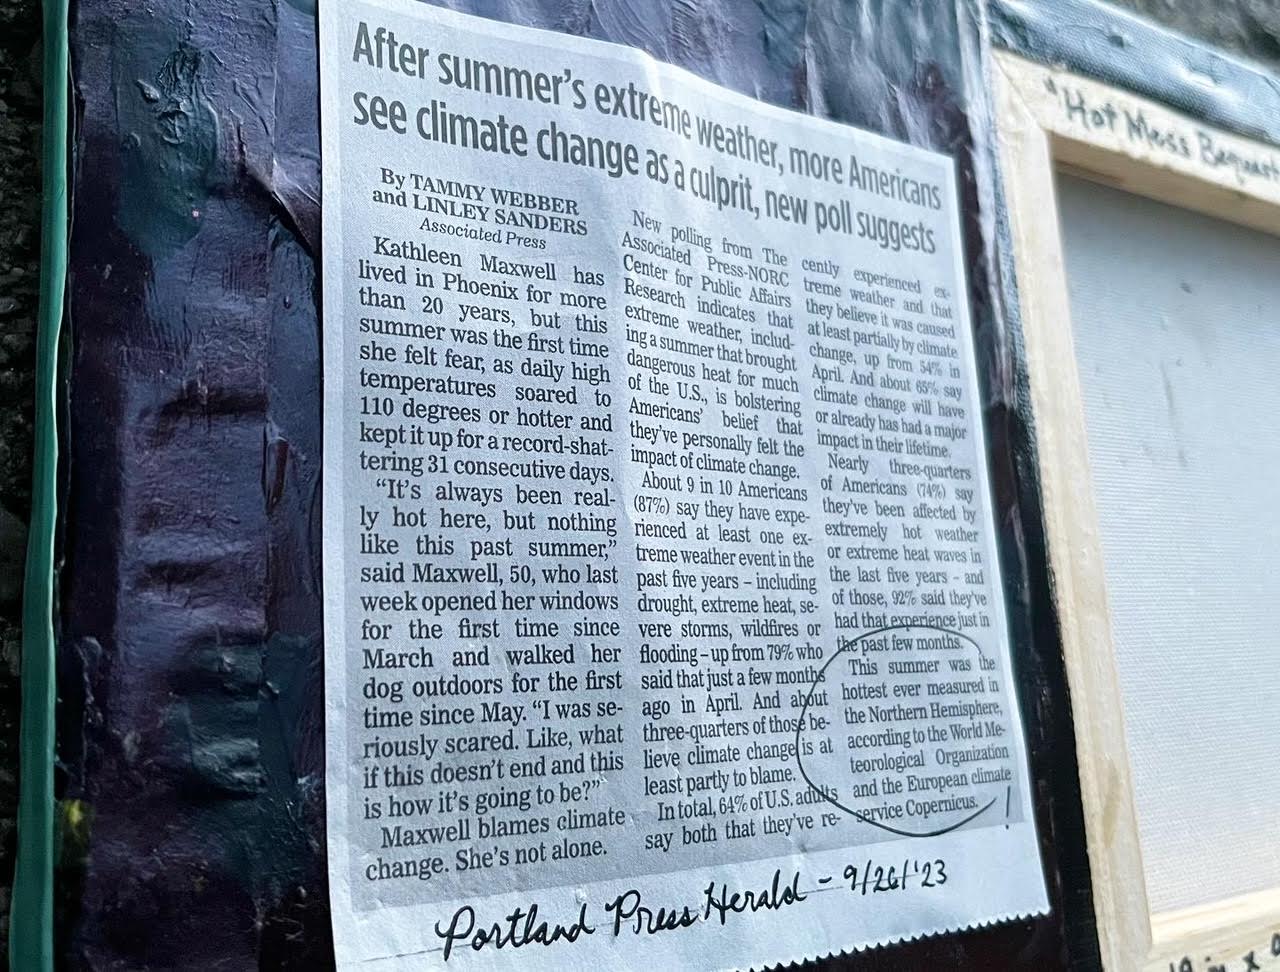 After summer's extreme weather, more Americans
see climate change as a culprit, new poll suggests
By TAMMY WEBBER
and LINLEY SANDERS
Associated Press
Kathleen Maxwell has
lived in Phoenix for more
than 20 years, but this
summer was the first time
she felt fear, as daily high
temperatures soared to
110 degrees or hotter and
kept it up for a record-shat-
tering 31 consecutive days.
“It's always been real-
ly hot here, but nothing
like this past summer,”
said Maxwell, 50, who last
week opened her windows
for the first time since
March and walked her
dog outdoors for the first
time since May. “I was se-
riously scared. Like, what
if this doesn't end and this
is how it's going to be?”
Maxwell blames climate
change. She's not alone.
New polling from The
Associated Press-NORC
Center for Public Affairs
Research indicates that
extreme weather, includ-
ing a summer that brought
dangerous heat for much
of the U.S., is bolstering
Americans' belief that
they've personally felt the
impact of climate change.
About 9 in 10 Americans
(87%) say they have expe-
rienced at least one ex-
treme weather event in the
past five years – including
drought, extreme heat, se-
vere storms, wildfires or
flooding – up from 79% who
said that just a few months
ago in April. And about
three-quarters of those be-
lieve climate change is at
least partly to blame.
In total, 64% of U.S. adults
say both that they've re-
cently experienced ex-
treme weather and that
they believe it was caused
at least partially by climate
change, up from 54% in
April. And about 65% say
climate change will have
or already has had a major
impact in their lifetime.
Nearly three-quarters
of Americans (74%) say
they've been affected by
extremely hot weather
or extreme heat waves in
the last five years – and
of those, 92% said they've
had that experience just in
the past few months.
This summer was the
hottest ever measured in
the Northern Hemisphere,
according to the World Me-
teorological Organization
and the European climate
service Copernicus. !
Portland Press Herald - 9/26/'23
"Hot Moss
in x